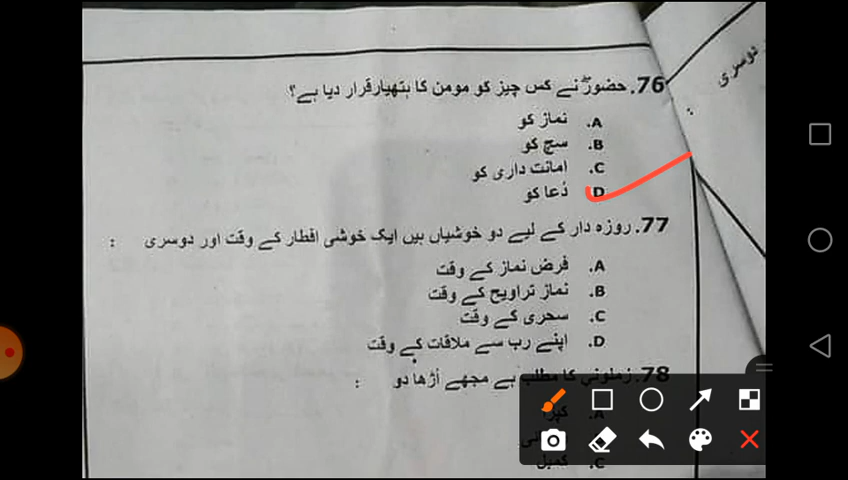 دوسری :
76. حضورؐ نے کس چیز کو مومن کا ہتھیار قرار دیا ہے؟
A. نماز کو
B. سچ کو
C. امانت داری کو
D. دُعا کو
77. روزہ دار کے لیے دو خوشیاں ہیں ایک خوشی افطار کے وقت اور دوسری :
A. فرض نماز کے وقت
B. نماز تراویح کے وقت
C. سحری کے وقت
D. اپنے رب سے ملاقات کے وقت
78. زملونی کا مطلب ہے مجھے اُڑھا دو :
A. کپڑا
C. کمبل